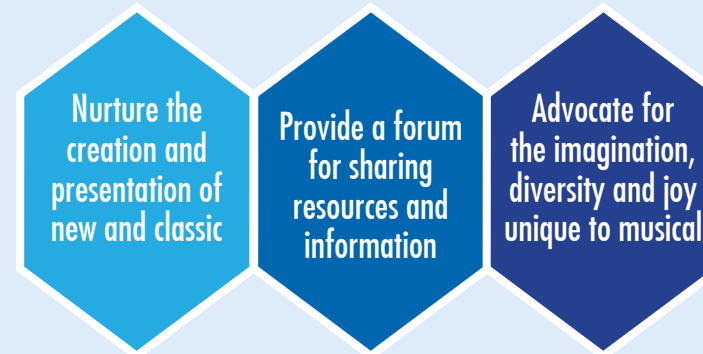 Nurture the
creation and
presentation of
new and classic
Provide a forum
for sharing
resources and
information
Advocate for
the imagination,
diversity and joy
unique to musical